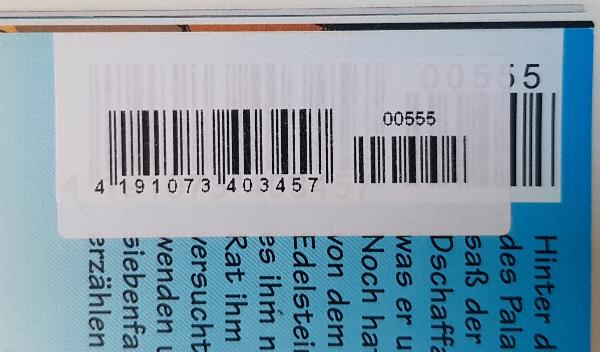 00555
00555
4 191073 403457
Hinter d
des Pala
saß der
Dschaffa
was er u
Noch ha
von dem
Edelstei
es ihm n
Rat ihm
versucht
wenden u
siebenfa
erzählen